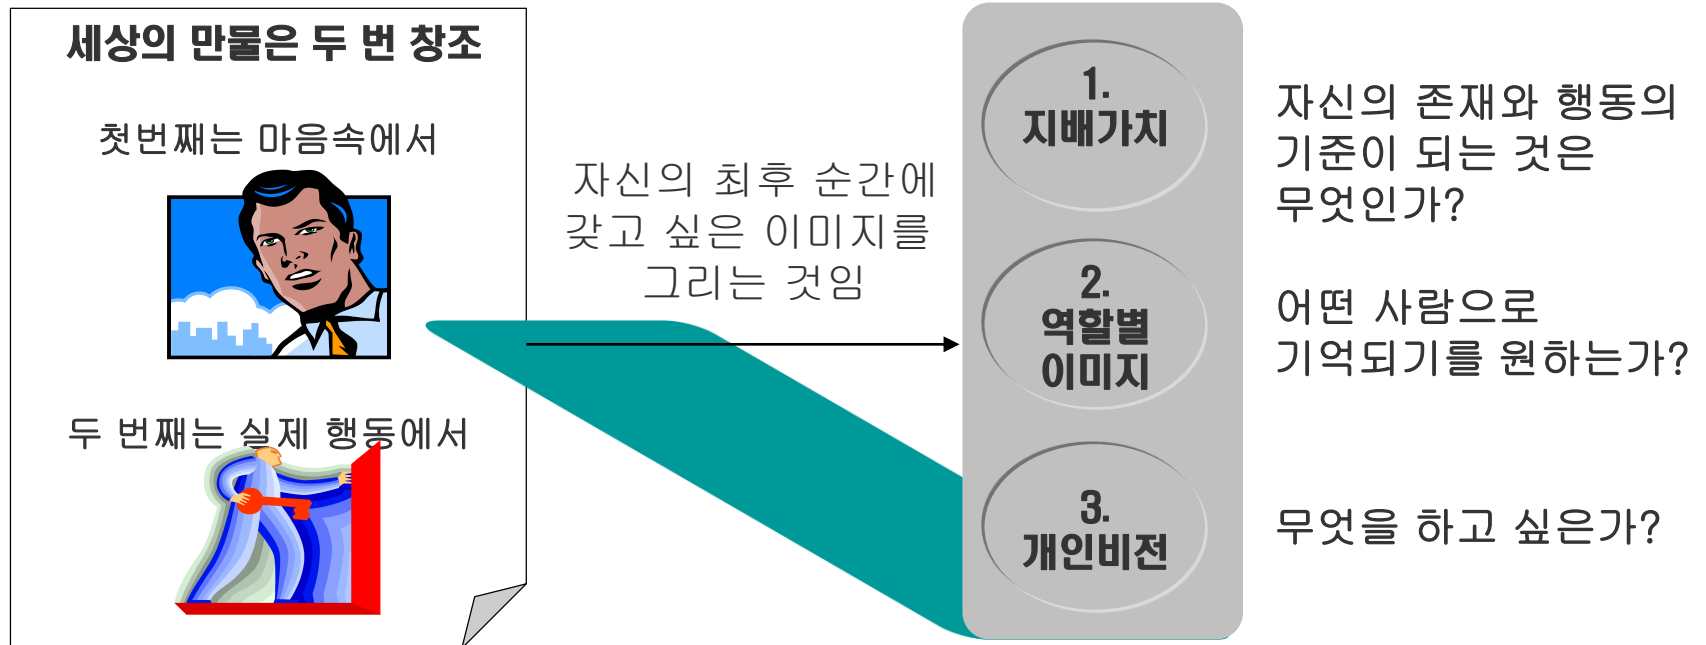 세상의 만물은 두 번 창조
첫번째는 마음속에서
두 번째는 실제 행동에서
자신의 최후 순간에
갖고 싶은 이미지를
그리는 것임
1.
지배가치
자신의 존재와 행동의
기준이 되는 것은
무엇인가?
2.
역할별
이미지
어떤 사람으로
기억되기를 원하는가?
3.
개인비전
무엇을 하고 싶은가?